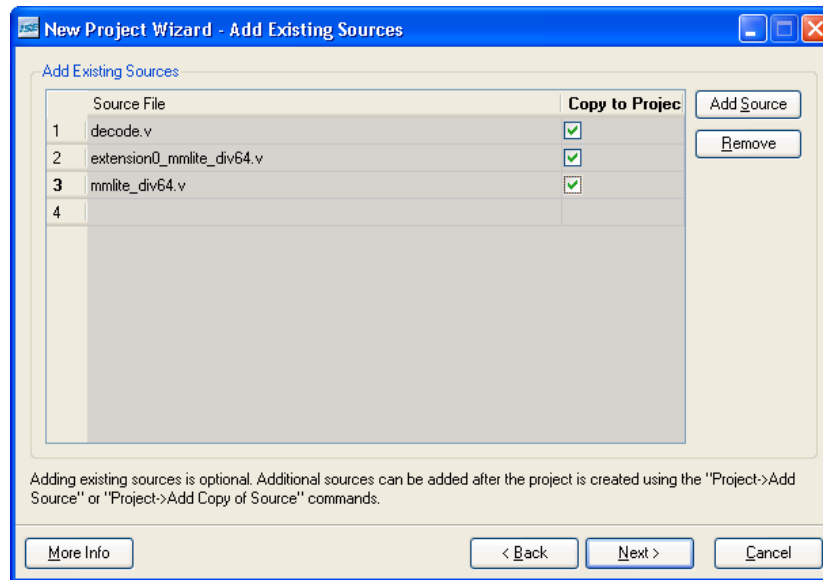 ISE New Project Wizard - Add Existing Sources
Add Existing Sources
Source File Copy to Projec Add Source
1 decode.v
2 extension0_mmlite_div64.v Remove
3 mmlite_div64.v
4
Adding existing sources is optional. Additional sources can be added after the project is created using the "Project->Add
Source" or "Project->Add Copy of Source" commands.
More Info < Back Next > Cancel